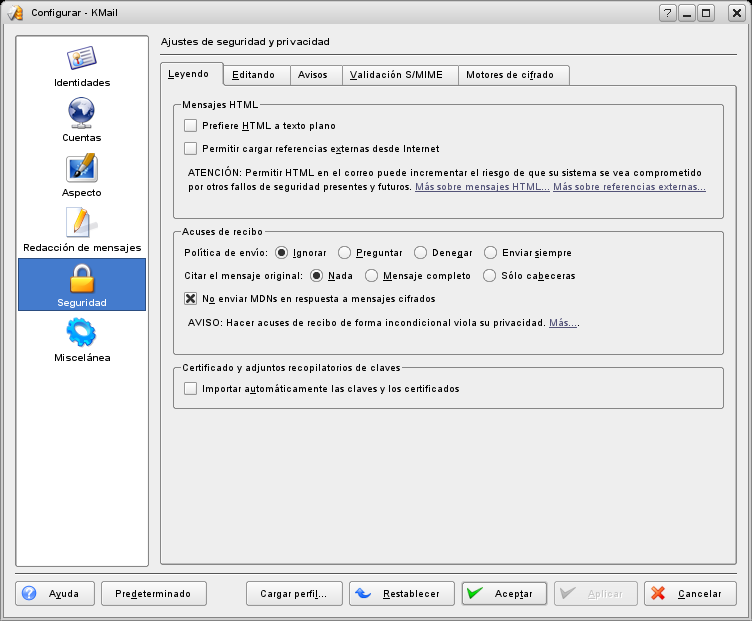 Configurar - KMail
Identidades
Cuentas
Aspecto
Redacción de mensajes
Seguridad
Miscelánea
Ajustes de seguridad y privacidad
Leyendo Editando Avisos Validación S/MIME Motores de cifrado
Mensajes HTML
Prefiere HTML a texto plano
Permitir cargar referencias externas desde Internet
ATENCIÓN: Permitir HTML en el correo puede incrementar el riesgo de que su sistema se vea comprometido
por otros fallos de seguridad presentes y futuros. Más sobre mensajes HTML... Más sobre referencias externas...
Acuses de recibo
Política de envío: Ignorar Preguntar Denegar Enviar siempre
Citar el mensaje original: Nada Mensaje completo Sólo cabeceras
No enviar MDNs en respuesta a mensajes cifrados
AVISO: Hacer acuses de recibo de forma incondicional viola su privacidad. Más....
Certificado y adjuntos recopilatorios de claves
Importar automáticamente las claves y los certificados
Ayuda Predeterminado Cargar perfil... Restablecer Aceptar Aplicar Cancelar